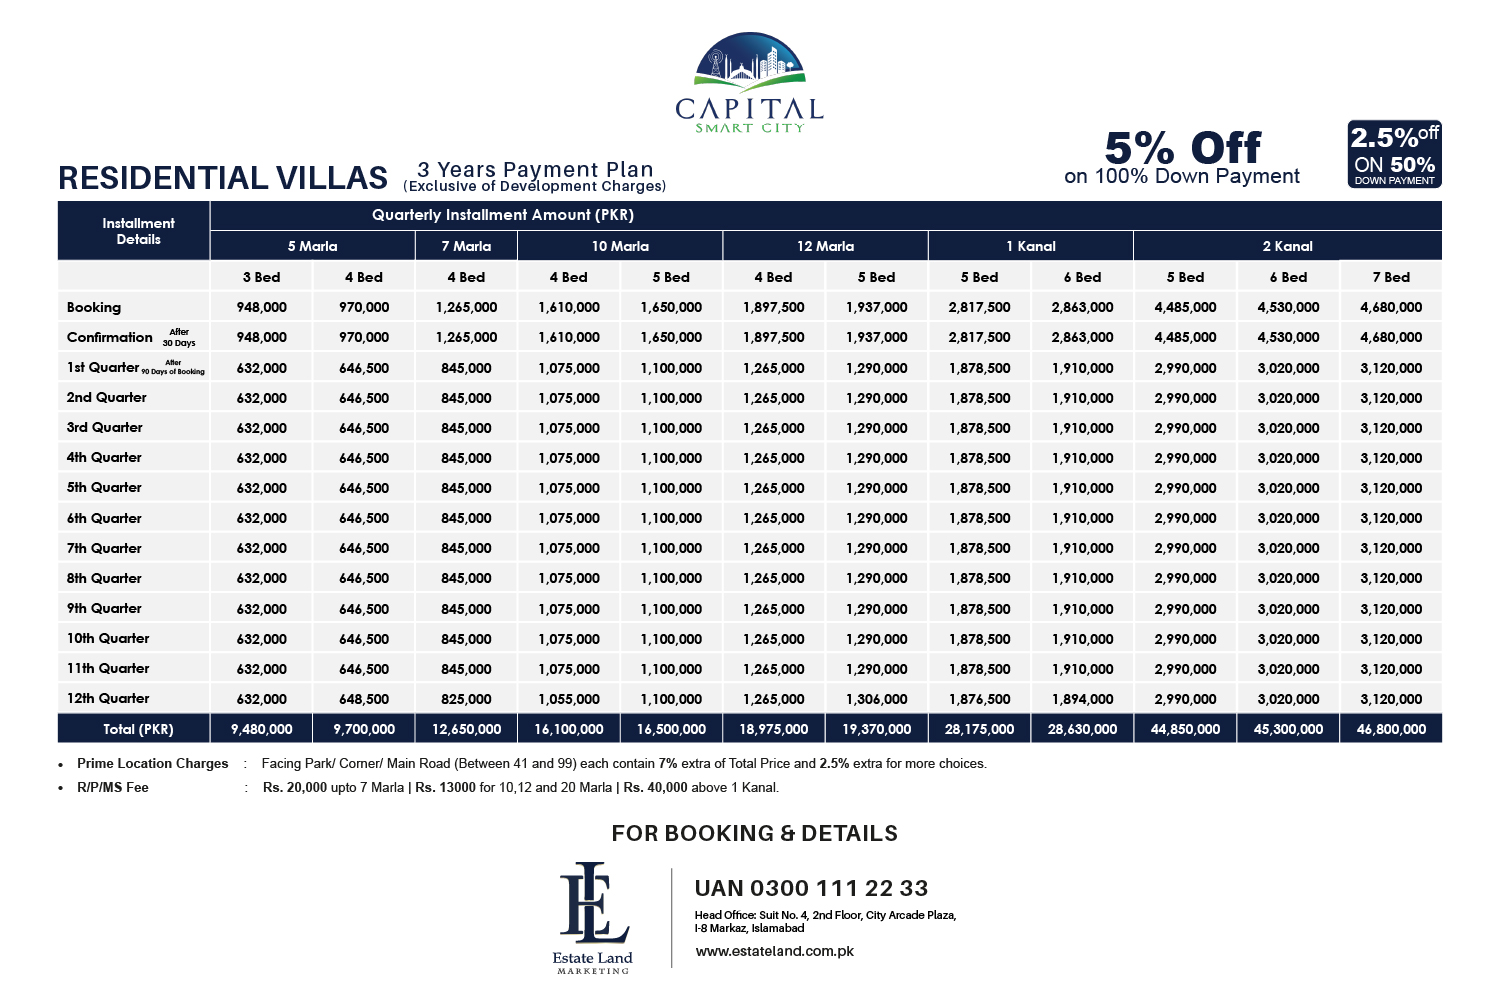 CAPITAL
SMART CITY
5% Off
on 100% Down Payment
2.5%off
ON 50%
DOWN PAYMENT
RESIDENTIAL VILLAS
3 Years Payment Plan
(Exclusive of Development Charges)
Installment
Details
Quarterly Installment Amount (PKR)
5 Marla 7 Marla 10 Marla 12 Marla 1 Kanal 2 Kanal
3 Bed 4 Bed 4 Bed 4 Bed 5 Bed 4 Bed 5 Bed 5 Bed 6 Bed 5 Bed 6 Bed 7 Bed
Booking 948,000 970,000 1,265,000 1,610,000 1,650,000 1,897,500 1,937,000 2,817,500 2,863,000 4,485,000 4,530,000 4,680,000
Confirmation After 30 Days 948,000 970,000 1,265,000 1,610,000 1,650,000 1,897,500 1,937,000 2,817,500 2,863,000 4,485,000 4,530,000 4,680,000
1st Quarter After 90 Days of Booking 632,000 646,500 845,000 1,075,000 1,100,000 1,265,000 1,290,000 1,878,500 1,910,000 2,990,000 3,020,000 3,120,000
2nd Quarter 632,000 646,500 845,000 1,075,000 1,100,000 1,265,000 1,290,000 1,878,500 1,910,000 2,990,000 3,020,000 3,120,000
3rd Quarter 632,000 646,500 845,000 1,075,000 1,100,000 1,265,000 1,290,000 1,878,500 1,910,000 2,990,000 3,020,000 3,120,000
4th Quarter 632,000 646,500 845,000 1,075,000 1,100,000 1,265,000 1,290,000 1,878,500 1,910,000 2,990,000 3,020,000 3,120,000
5th Quarter 632,000 646,500 845,000 1,075,000 1,100,000 1,265,000 1,290,000 1,878,500 1,910,000 2,990,000 3,020,000 3,120,000
6th Quarter 632,000 646,500 845,000 1,075,000 1,100,000 1,265,000 1,290,000 1,878,500 1,910,000 2,990,000 3,020,000 3,120,000
7th Quarter 632,000 646,500 845,000 1,075,000 1,100,000 1,265,000 1,290,000 1,878,500 1,910,000 2,990,000 3,020,000 3,120,000
8th Quarter 632,000 646,500 845,000 1,075,000 1,100,000 1,265,000 1,290,000 1,878,500 1,910,000 2,990,000 3,020,000 3,120,000
9th Quarter 632,000 646,500 845,000 1,075,000 1,100,000 1,265,000 1,290,000 1,878,500 1,910,000 2,990,000 3,020,000 3,120,000
10th Quarter 632,000 646,500 845,000 1,075,000 1,100,000 1,265,000 1,290,000 1,878,500 1,910,000 2,990,000 3,020,000 3,120,000
11th Quarter 632,000 646,500 845,000 1,075,000 1,100,000 1,265,000 1,290,000 1,878,500 1,910,000 2,990,000 3,020,000 3,120,000
12th Quarter 632,000 648,500 825,000 1,055,000 1,100,000 1,265,000 1,306,000 1,876,500 1,894,000 2,990,000 3,020,000 3,120,000
Total (PKR) 9,480,000 9,700,000 12,650,000 16,100,000 16,500,000 18,975,000 19,370,000 28,175,000 28,630,000 44,850,000 45,300,000 46,800,000
• Prime Location Charges : Facing Park/ Corner/ Main Road (Between 41 and 99) each contain 7% extra of Total Price and 2.5% extra for more choices.
• R/P/MS Fee : Rs. 20,000 upto 7 Marla | Rs. 13000 for 10,12 and 20 Marla | Rs. 40,000 above 1 Kanal.
FOR BOOKING & DETAILS
EL
Estate Land
MARKETING
UAN 0300 111 22 33
Head Office: Suit No. 4, 2nd Floor, City Arcade Plaza,
I-8 Markaz, Islamabad
www.estateland.com.pk